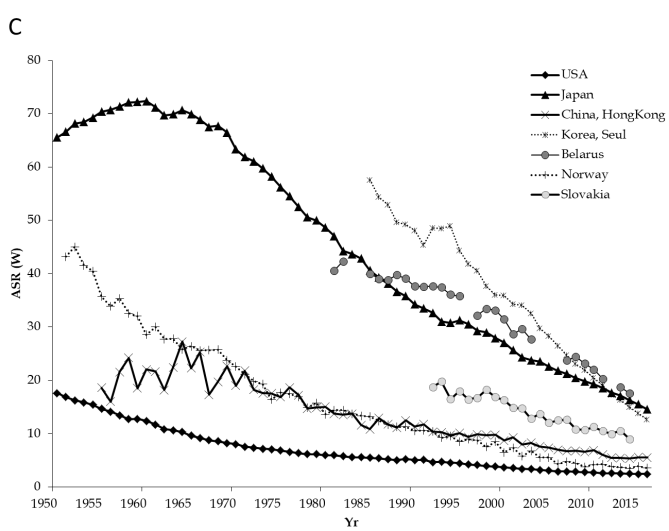 C
80
70
60
50
40
30
20
10
0
ASR (W)
1950 1955 1960 1965 1970 1975 1980 1985 1990 1995 2000 2005 2010 2015
Yr
USA
Japan
China, HongKong
Korea, Seul
Belarus
Norway
Slovakia